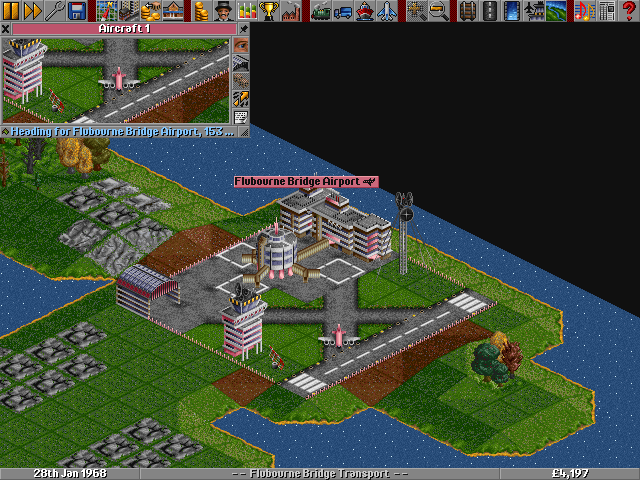 Aircraft 1
Heading for Flubourne Bridge Airport, 153 ...
Flubourne Bridge Airport
28th Jan 1968
-- Flubourne Bridge Transport --
£4,197